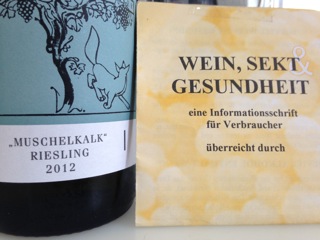 „MUSCHELKALK"
RIESLING
2012
WEIN, SEKT &
GESUNDHEIT
eine Informationsschrift
für Verbraucher
überreicht durch